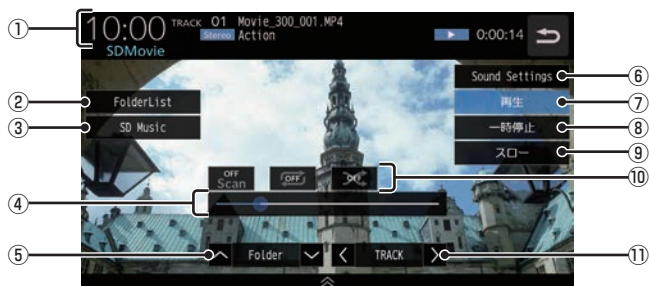 ①
10:00 TRACK 01 Movie_300_001.MP4
Stereo Action
0:00:14
SDMovie
Sound Settings ⑥
② FolderList
再生 ⑦
③ SD Music
一時停止 ⑧
スロー ⑨
OFF Scan OFF OFF ⑩
④
⑤ Folder TRACK ⑪